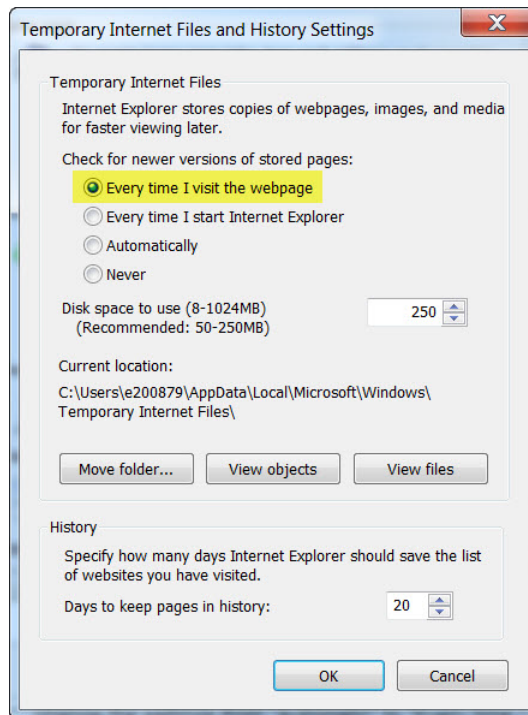 Temporary Internet Files and History Settings
Temporary Internet Files
Internet Explorer stores copies of webpages, images, and media
for faster viewing later.
Check for newer versions of stored pages:
Every time I visit the webpage
Every time I start Internet Explorer
Automatically
Never
Disk space to use (8-1024MB)
(Recommended: 50-250MB)
250
Current location:
C:\Users\e200879\AppData\Local\Microsoft\Windows\
Temporary Internet Files\
Move folder... View objects View files
History
Specify how many days Internet Explorer should save the list
of websites you have visited.
Days to keep pages in history: 20
OK Cancel